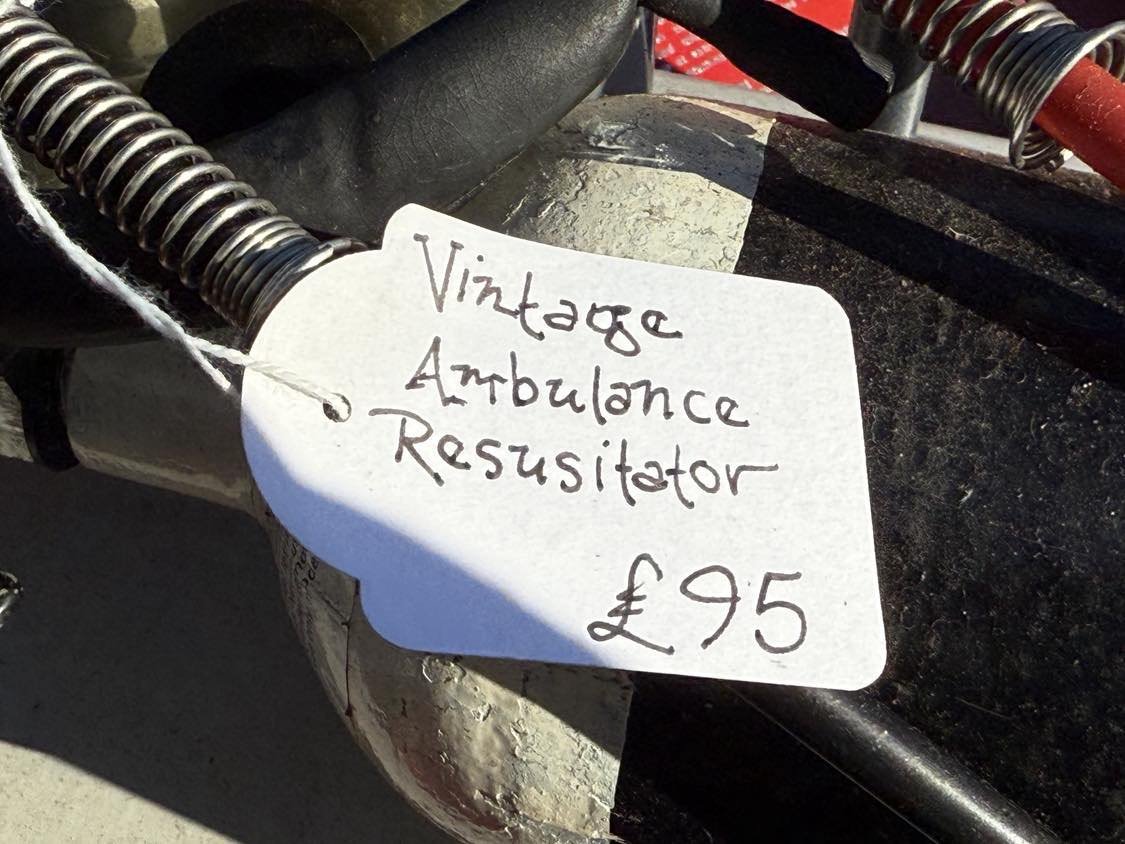 Vintage
Ambulance
Resusitator
£95